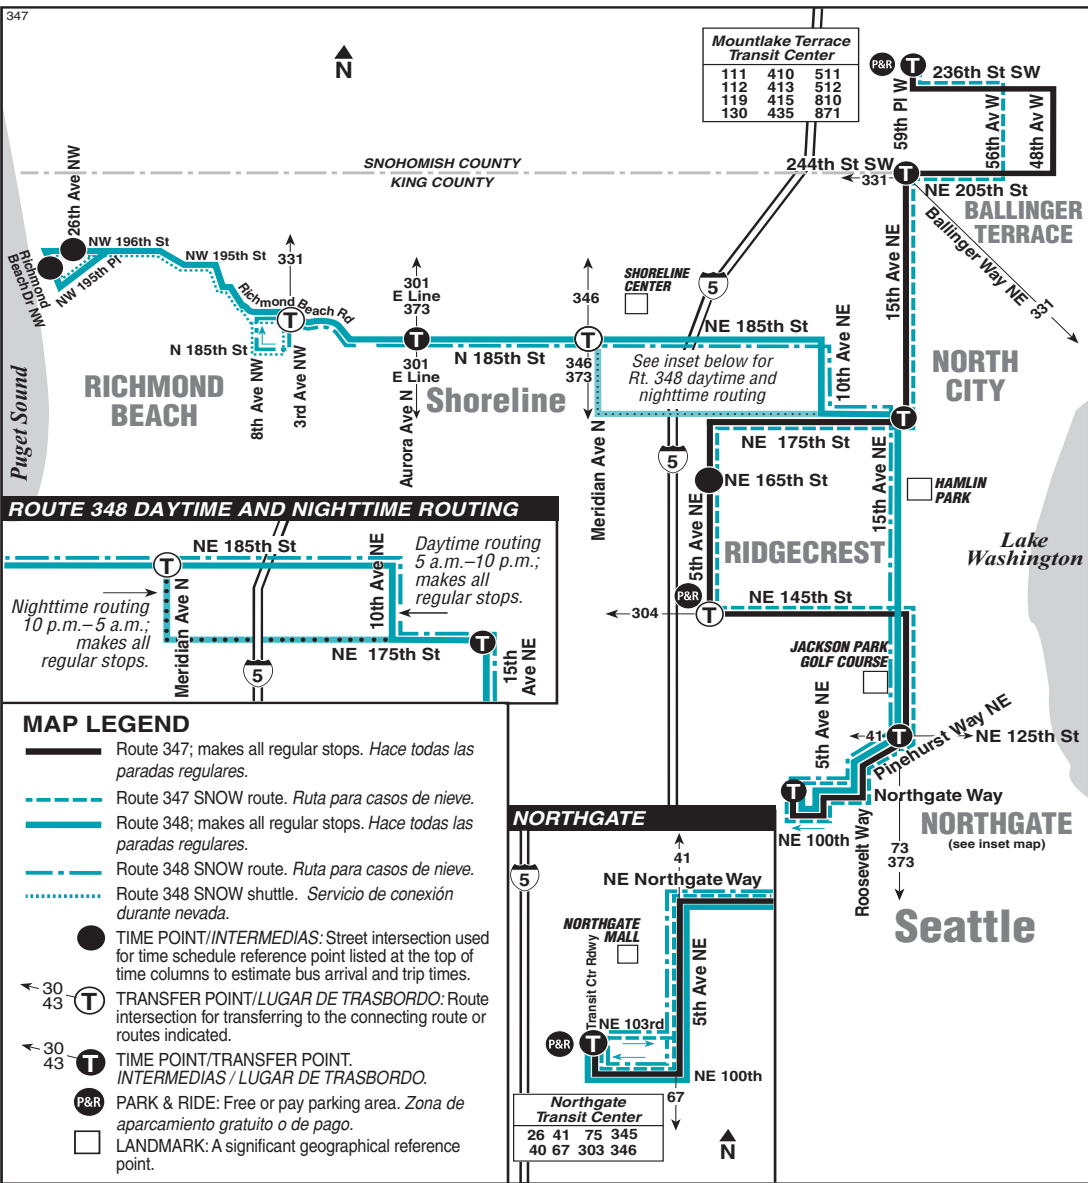 347
N
Mountlake Terrace
Transit Center
111 410 511
112 413 512
119 415 810
130 435 871
P&R
T
236th St SW
59th Pl W
56th Av W
48th Av W
SNOHOMISH COUNTY
KING COUNTY
244th St SW
331
T
NE 205th St
BALLINGER
TERRACE
Ballinger Way NE
331
15th Ave NE
26th Ave NW
NW 196th St
NW 195th St
Richmond
Beach Dr NW
NW 195th Pl
331
Richmond Beach Rd
T
N 185th St
8th Ave NW
3rd Ave NW
RICHMOND
BEACH
Puget Sound
301
E Line
373
T
301
E Line
N 185th St
Aurora Ave N
Shoreline
346
T
346
373
Meridian Ave N
SHORELINE
CENTER
5
NE 185th St
See inset below for
Rt. 348 daytime and
nighttime routing
10th Ave NE
NORTH
CITY
T
NE 175th St
5
NE 165th St
5th Ave NE
RIDGECREST
15th Ave NE
HAMLIN
PARK
Lake
Washington
P&R
304
T
NE 145th St
JACKSON PARK
GOLF COURSE
5th Ave NE
41
T
NE 125th St
Pinehurst Way NE
T
Northgate Way
NE 100th
Roosevelt Way
73
373
NORTHGATE
(see inset map)
Seattle
ROUTE 348 DAYTIME AND NIGHTTIME ROUTING
NE 185th St
T
Daytime routing
5 a.m.–10 p.m.;
makes all
regular stops.
Nighttime routing
10 p.m.–5 a.m.;
makes all
regular stops.
Meridian Ave N
10th Ave NE
NE 175th St
T
15th
Ave NE
5
MAP LEGEND
Route 347; makes all regular stops. Hace todas las
paradas regulares.
Route 347 SNOW route. Ruta para casos de nieve.
Route 348; makes all regular stops. Hace todas las
paradas regulares.
Route 348 SNOW route. Ruta para casos de nieve.
Route 348 SNOW shuttle. Servicio de conexión
durante nevada.
TIME POINT/INTERMEDIAS: Street intersection used
for time schedule reference point listed at the top of
time columns to estimate bus arrival and trip times.
30
43
T
TRANSFER POINT/LUGAR DE TRASBORDO: Route
intersection for transferring to the connecting route or
routes indicated.
30
43
T
TIME POINT/TRANSFER POINT.
INTERMEDIAS / LUGAR DE TRASBORDO.
P&R
PARK & RIDE: Free or pay parking area. Zona de
aparcamiento gratuito o de pago.
LANDMARK: A significant geographical reference
point.
NORTHGATE
5
41
NE Northgate Way
NORTHGATE
MALL
Transit Ctr Rdwy
5th Ave NE
NE 103rd
P&R
T
NE 100th
67
Northgate
Transit Center
26 41 75 345
40 67 303 346
N